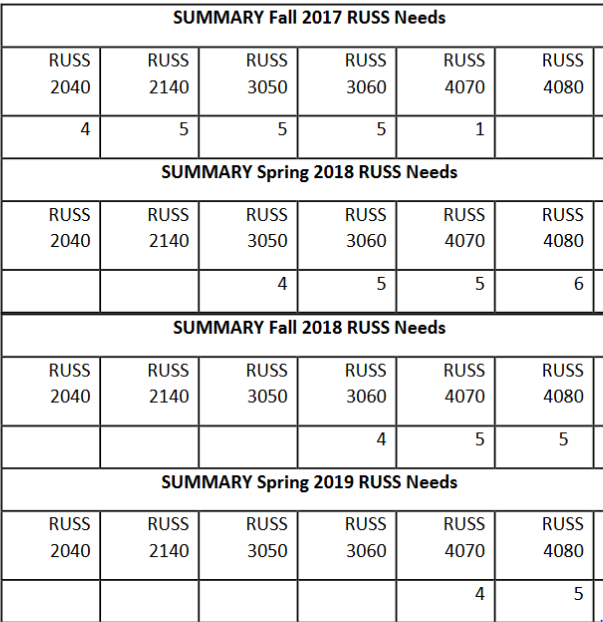 SUMMARY Fall 2017 RUSS Needs
RUSS 2040 RUSS 2140 RUSS 3050 RUSS 3060 RUSS 4070 RUSS 4080
4 5 5 5 1
SUMMARY Spring 2018 RUSS Needs
RUSS 2040 RUSS 2140 RUSS 3050 RUSS 3060 RUSS 4070 RUSS 4080
4 5 5 6
SUMMARY Fall 2018 RUSS Needs
RUSS 2040 RUSS 2140 RUSS 3050 RUSS 3060 RUSS 4070 RUSS 4080
4 5 5
SUMMARY Spring 2019 RUSS Needs
RUSS 2040 RUSS 2140 RUSS 3050 RUSS 3060 RUSS 4070 RUSS 4080
4 5